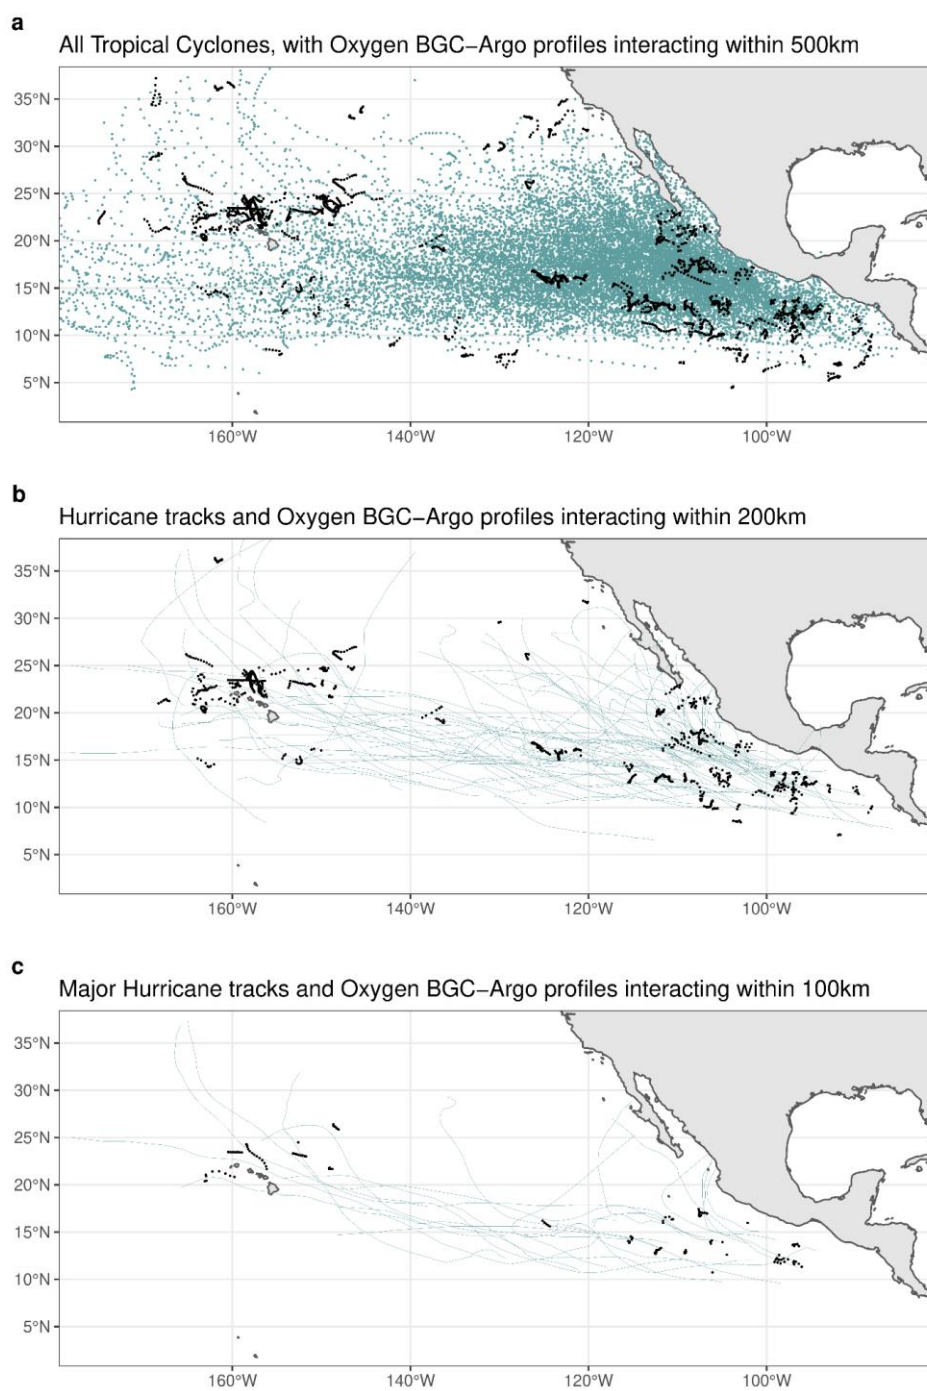 a
All Tropical Cyclones, with Oxygen BGC−Argo profiles interacting within 500km
35°N
30°N
25°N
20°N
15°N
10°N
5°N
160°W 140°W 120°W 100°W
b
Hurricane tracks and Oxygen BGC−Argo profiles interacting within 200km
35°N
30°N
25°N
20°N
15°N
10°N
5°N
160°W 140°W 120°W 100°W
c
Major Hurricane tracks and Oxygen BGC−Argo profiles interacting within 100km
35°N
30°N
25°N
20°N
15°N
10°N
5°N
160°W 140°W 120°W 100°W